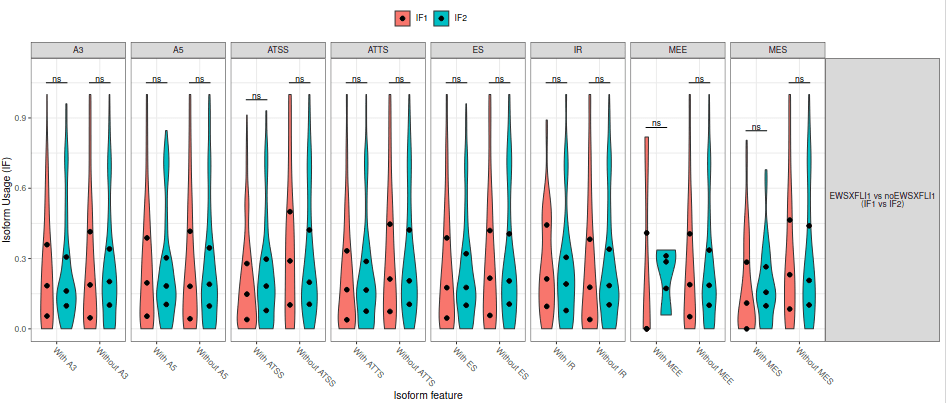 IF1 IF2
A3 A5 ATSS ATTS ES IR MEE MES
ns ns ns ns ns ns ns ns ns ns ns ns ns ns ns ns
EWSXFLI1 vs noEWSXFLI1
(IF1 vs IF2)
Isoform Usage (IF)
0.9
0.6
0.3
0.0
With A3 Without A3 With A5 Without A5 With ATSS Without ATSS With ATTS Without ATTS With ES Without ES With IR Without IR With MEE Without MEE With MES Without MES
Isoform feature